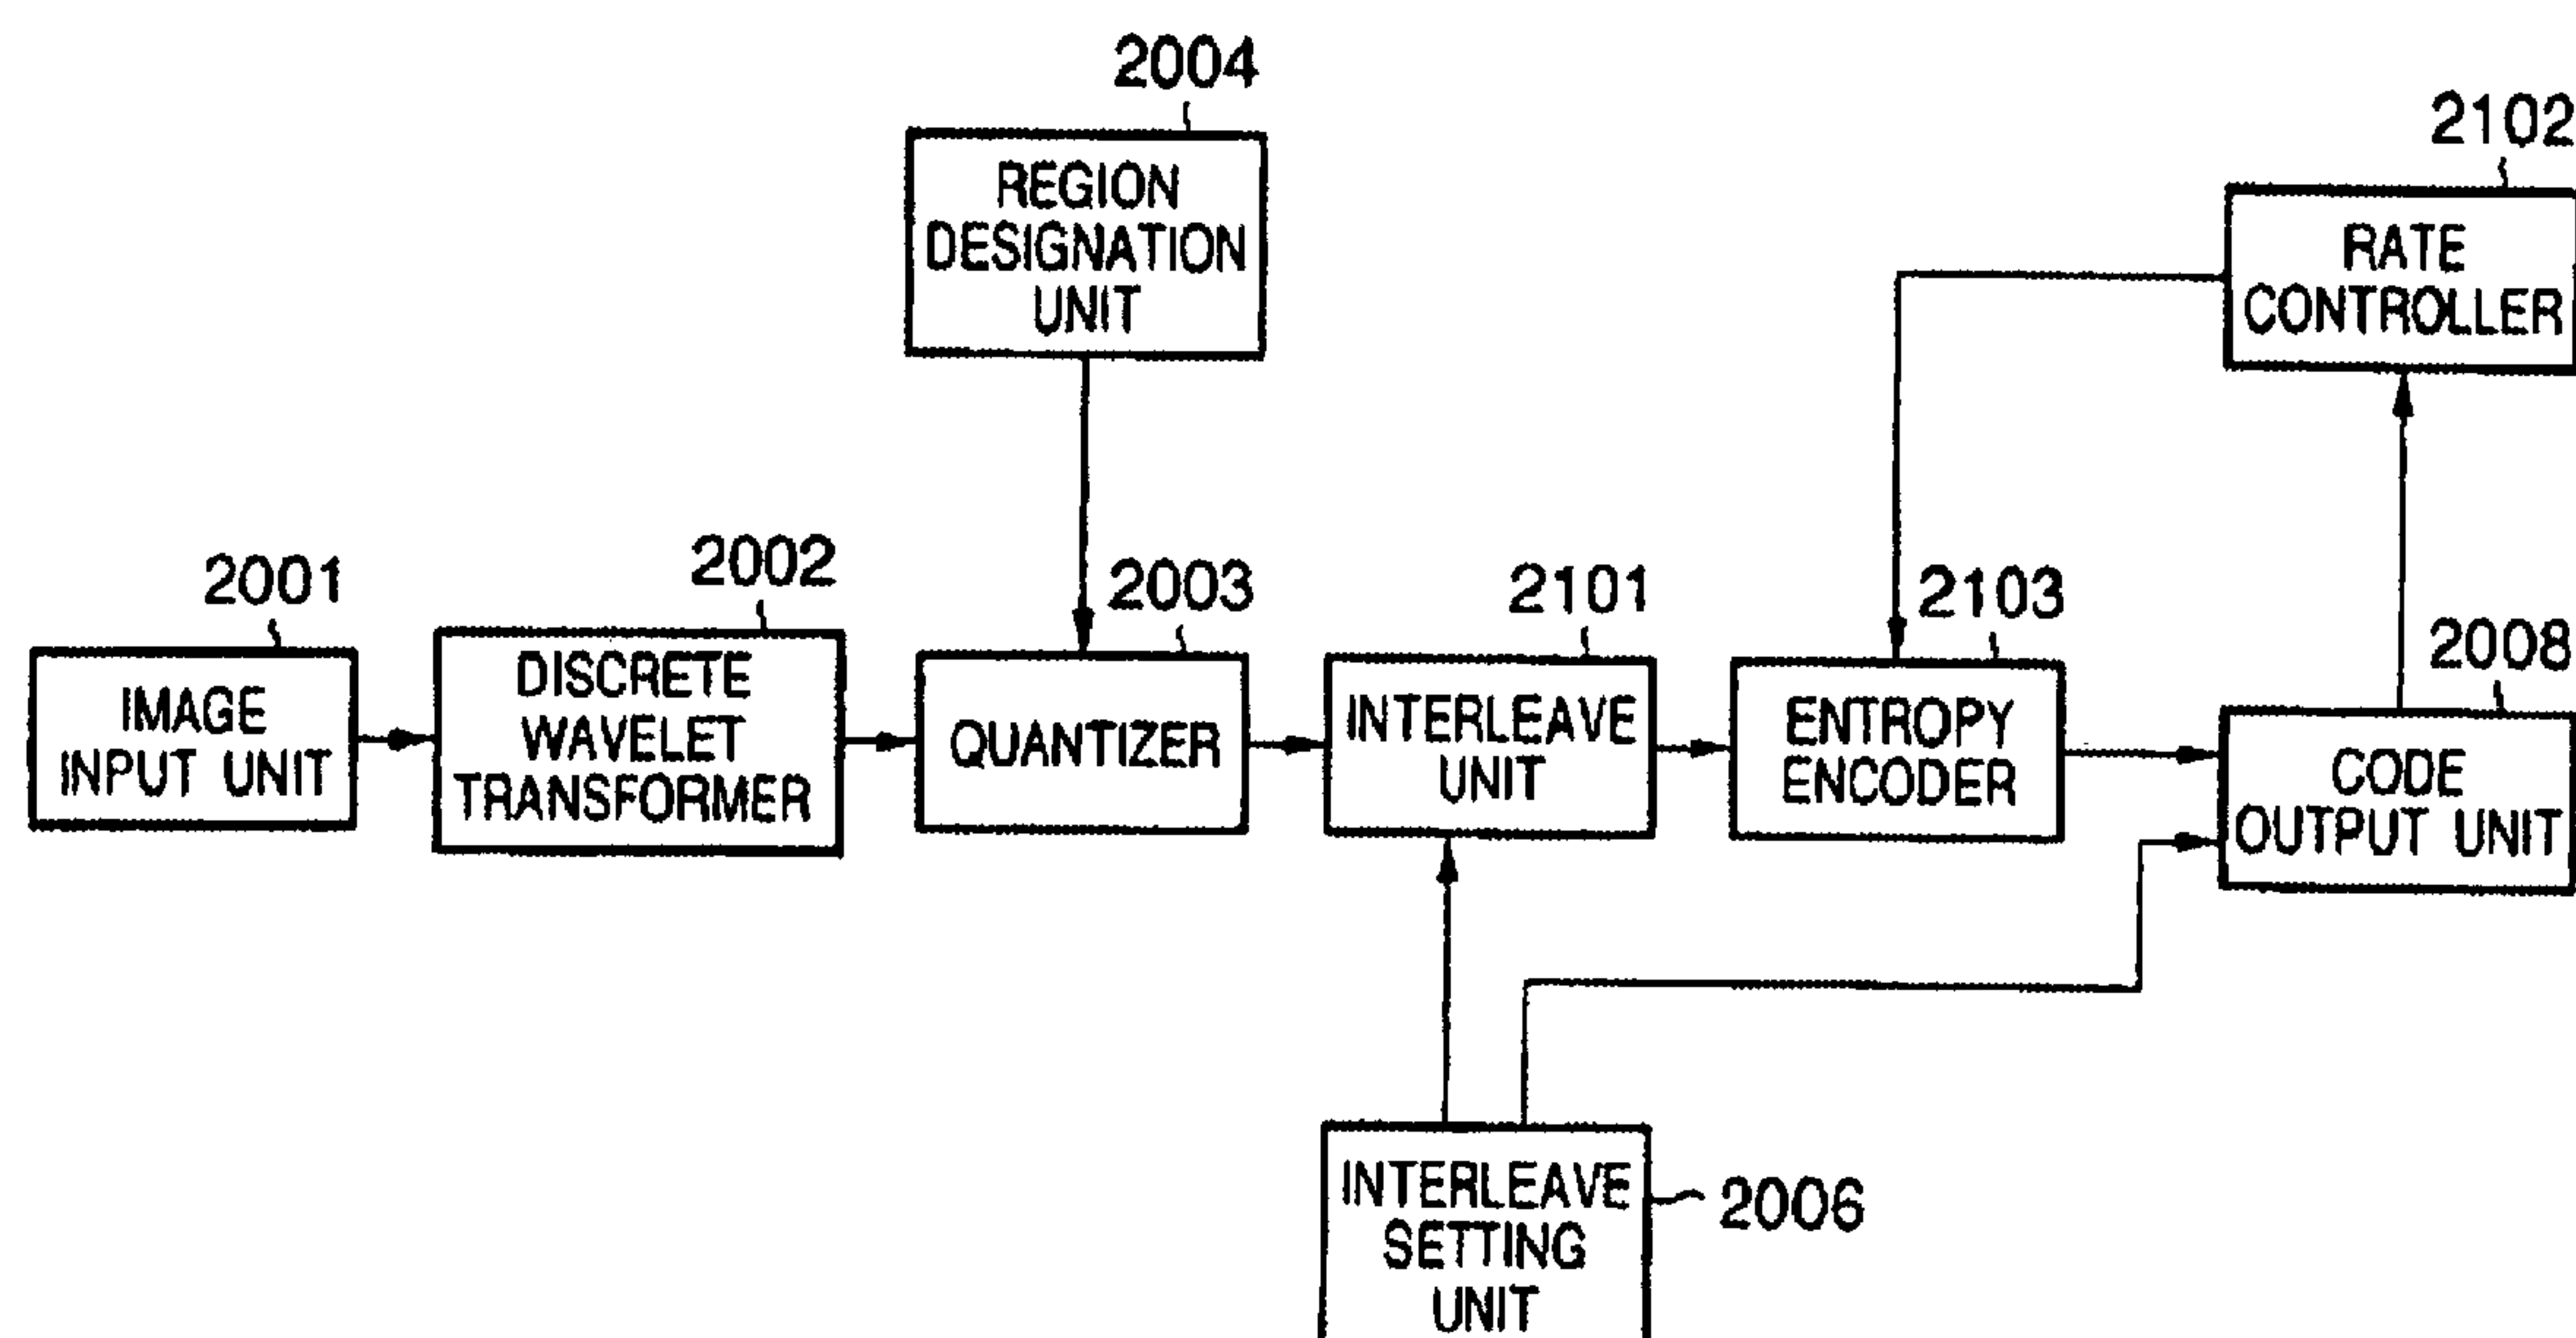 2004
REGION
DESIGNATION
UNIT
2102
RATE
CONTROLLER
2001
IMAGE
INPUT UNIT
2002
DISCRETE
WAVELET
TRANSFORMER
2003
QUANTIZER
2101
INTERLEAVE
UNIT
2103
ENTROPY
ENCODER
2008
CODE
OUTPUT UNIT
INTERLEAVE
SETTING
UNIT
2006